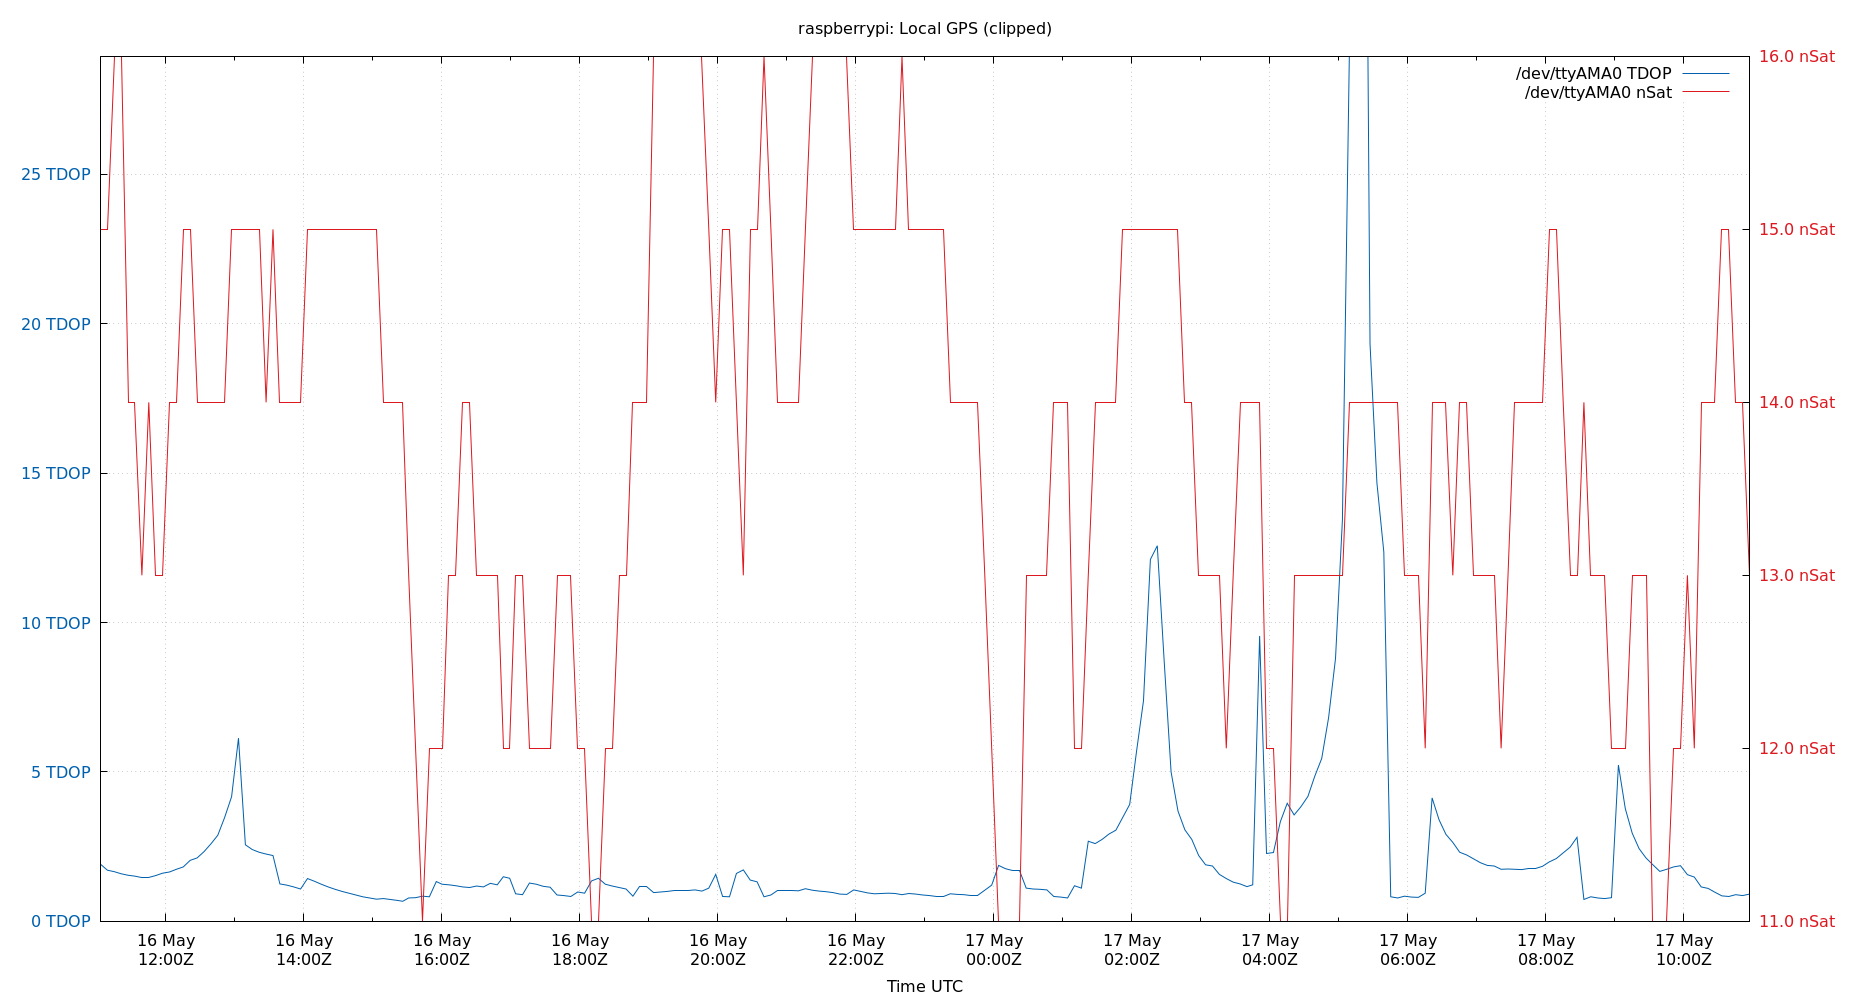 raspberrypi: Local GPS (clipped)
/dev/ttyAMA0 TDOP
/dev/ttyAMA0 nSat
25 TDOP
20 TDOP
15 TDOP
10 TDOP
5 TDOP
0 TDOP
16.0 nSat
15.0 nSat
14.0 nSat
13.0 nSat
12.0 nSat
11.0 nSat
16 May
12:00Z
16 May
14:00Z
16 May
16:00Z
16 May
18:00Z
16 May
20:00Z
16 May
22:00Z
17 May
00:00Z
17 May
02:00Z
17 May
04:00Z
17 May
06:00Z
17 May
08:00Z
17 May
10:00Z
Time UTC